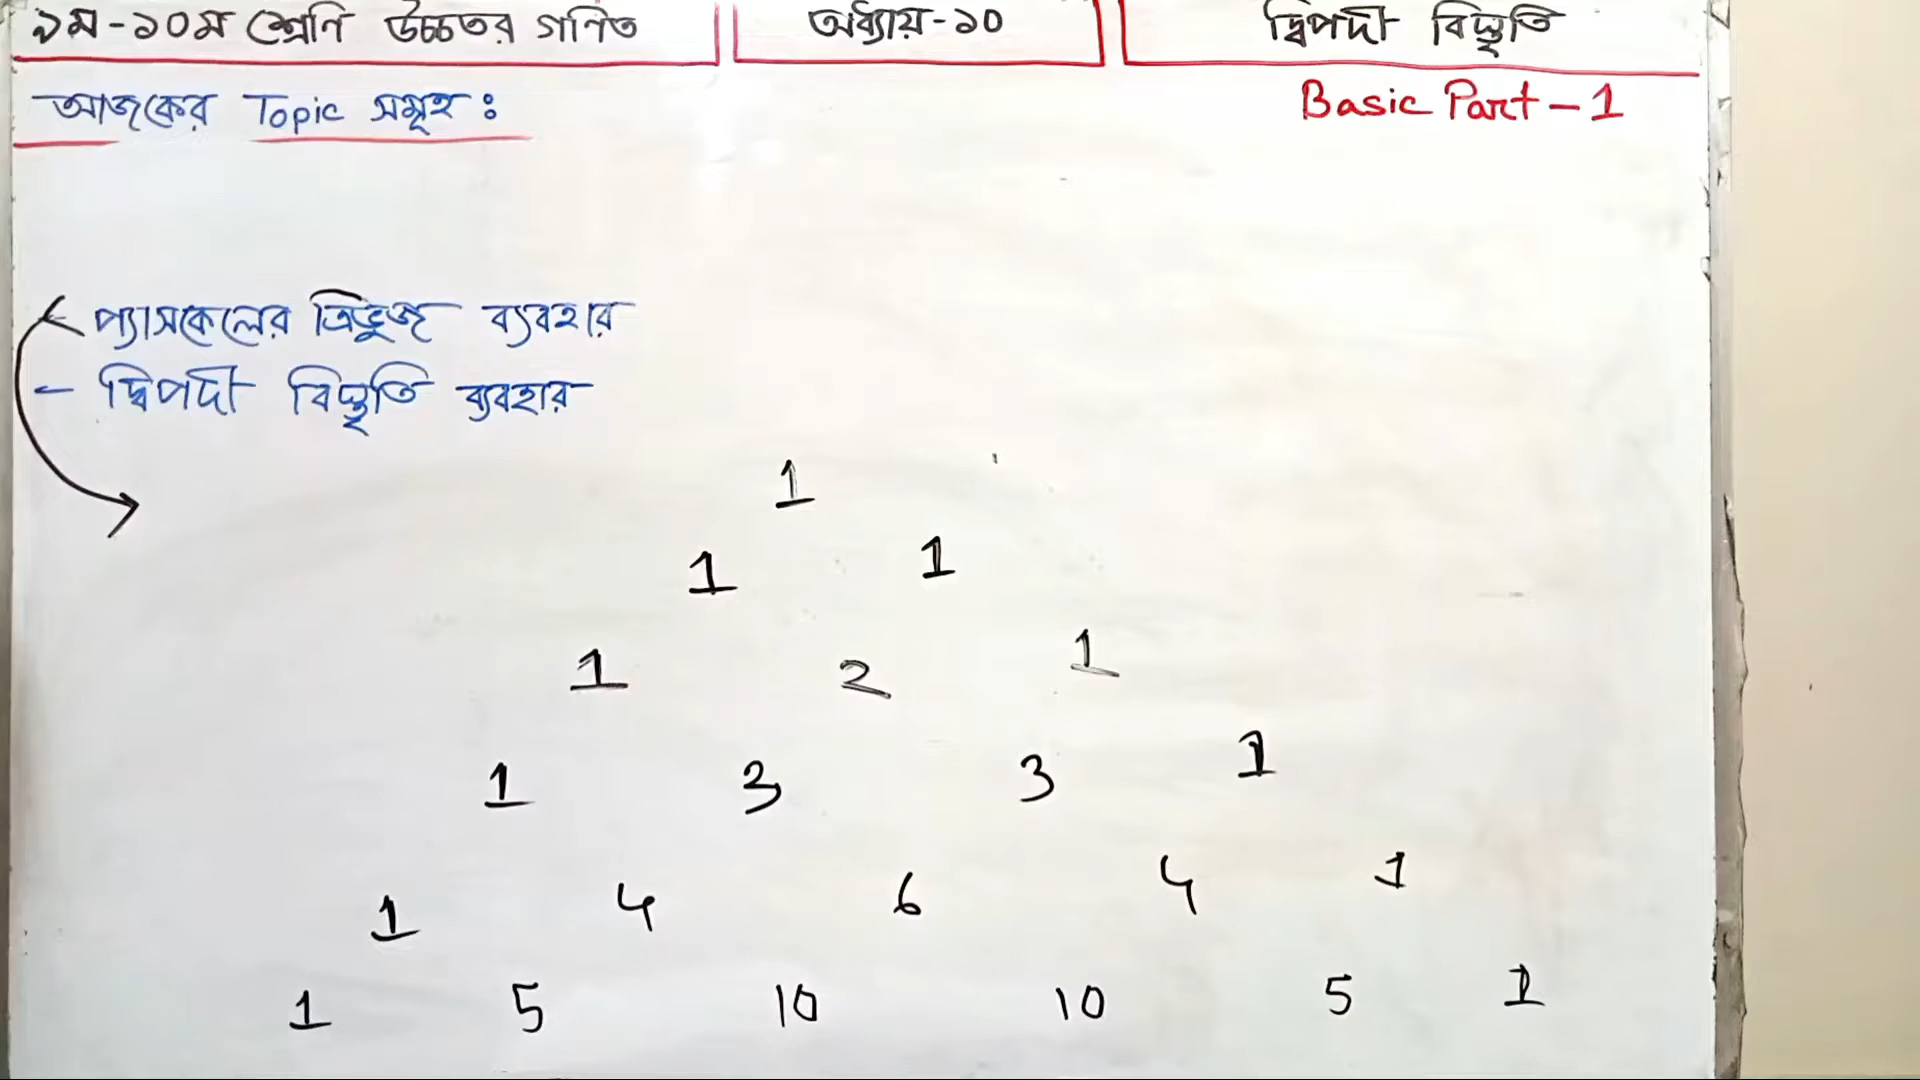 ৯ম-১০ম শ্রেণি উচ্চতর গণিত অধ্যায়-১০ দ্বিপদী বিস্তৃতি
আজকের Topic সমূহ : Basic Part-1
প্যাসকেলের ত্রিভুজ ব্যবহার
- দ্বিপদী বিস্তৃতি ব্যবহার
1
1 1
1 2 1
1 3 3 1
1 4 6 4 1
1 5 10 10 5 1